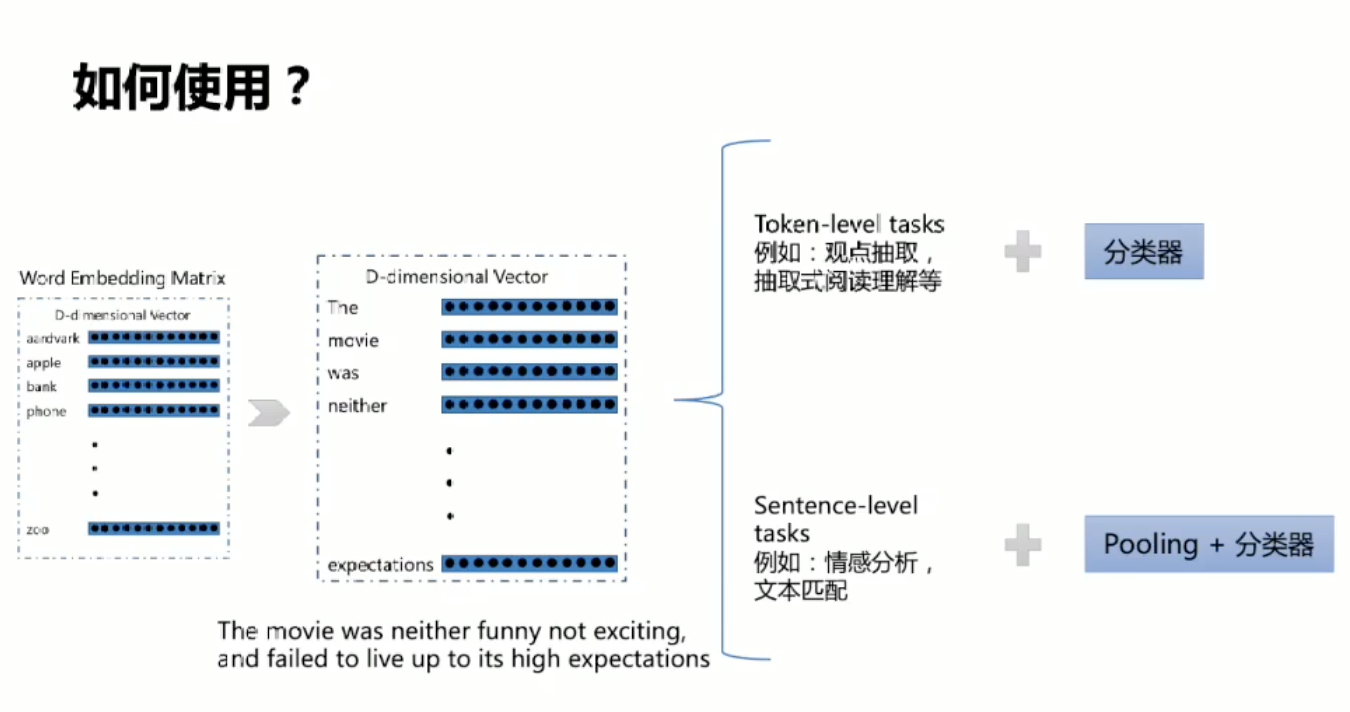 如何使用？
Word Embedding Matrix
D-dimensional Vector
aardvark
apple
bank
phone
zoo
D-dimensional Vector
The
movie
was
neither
expectations
The movie was neither funny not exciting,
and failed to live up to its high expectations
Token-level tasks
例如：观点抽取，
抽取式阅读理解等
分类器
Sentence-level
tasks
例如：情感分析，
文本匹配
Pooling + 分类器